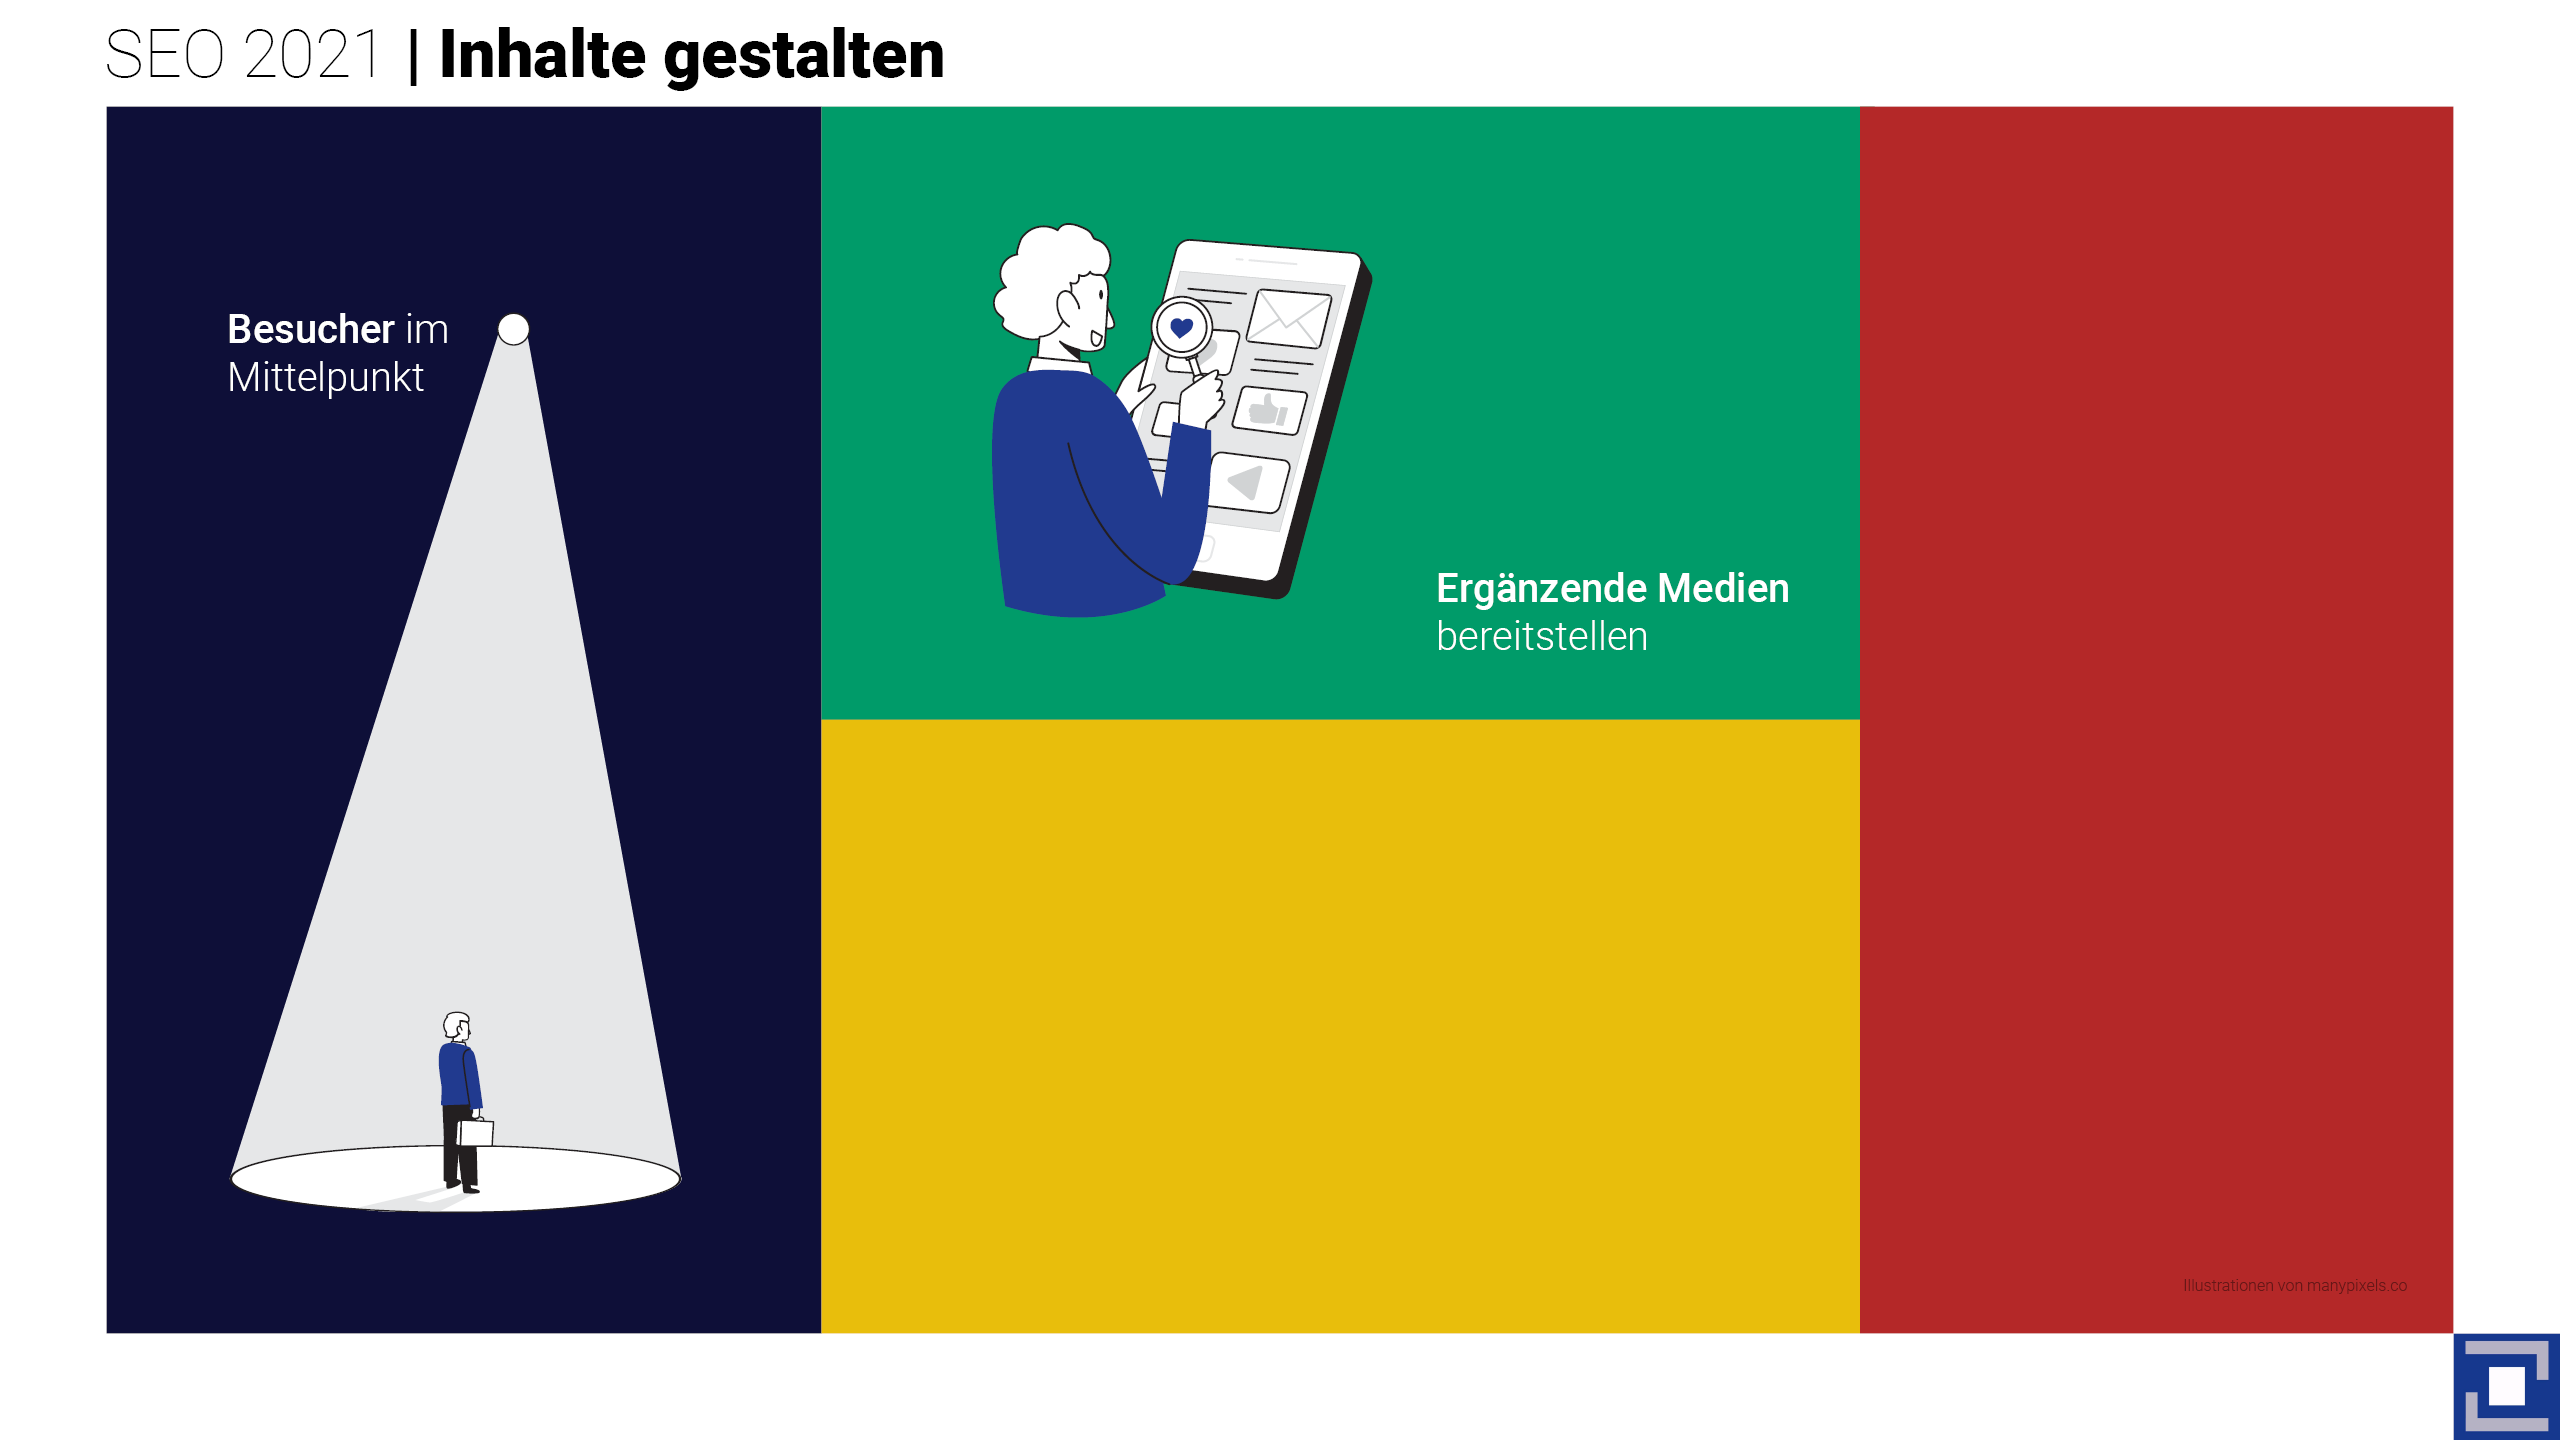 SEO 2021 | Inhalte gestalten
Besucher im
Mittelpunkt
Ergänzende Medien
bereitstellen
Illustrationen von manypixels.co